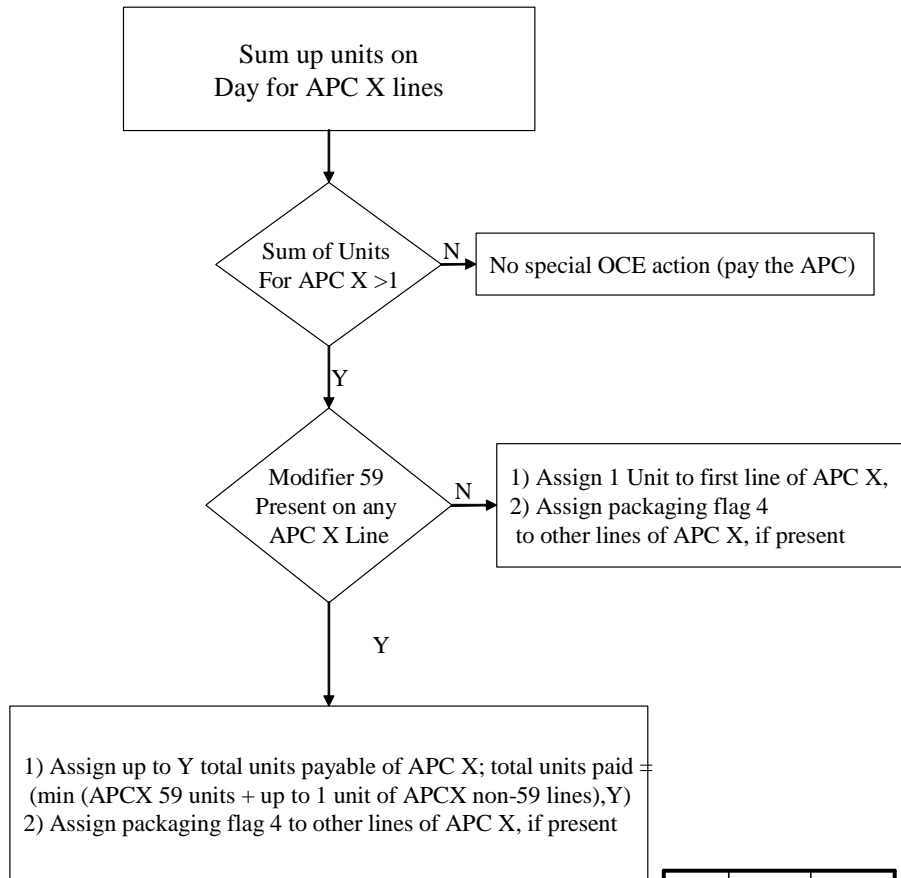 Sum up units on
Day for APC X lines
Sum of Units
For APC X >1
N
No special OCE action (pay the APC)
Y
Modifier 59
Present on any
APC X Line
N
1) Assign 1 Unit to first line of APC X,
2) Assign packaging flag 4
to other lines of APC X, if present
Y
1) Assign up to Y total units payable of APC X; total units paid =
(min (APCX 59 units + up to 1 unit of APCX non-59 lines),Y)
2) Assign packaging flag 4 to other lines of APC X, if present